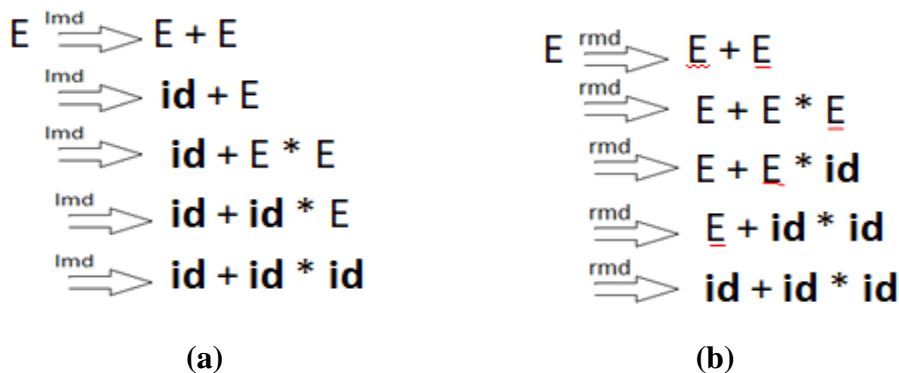 E lmd E + E
lmd id + E
lmd id + E * E
lmd id + id * E
lmd id + id * id
(a)
E rmd E + E
rmd E + E * E
rmd E + E * id
rmd E + id * id
rmd id + id * id
(b)